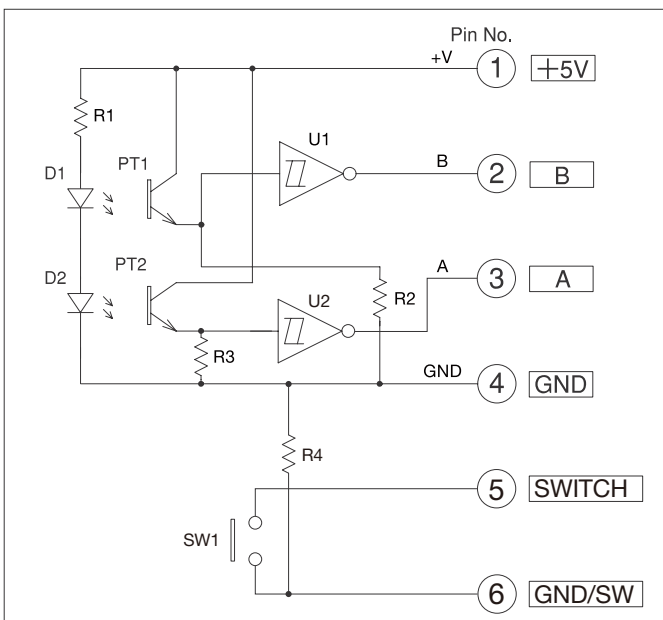 Pin No.
+V 1 +5V
R1
U1
D1 PT1
B 2 B
D2 PT2
A 3 A
U2 R2
R3
GND 4 GND
R4
5 SWITCH
SW1
6 GND/SW